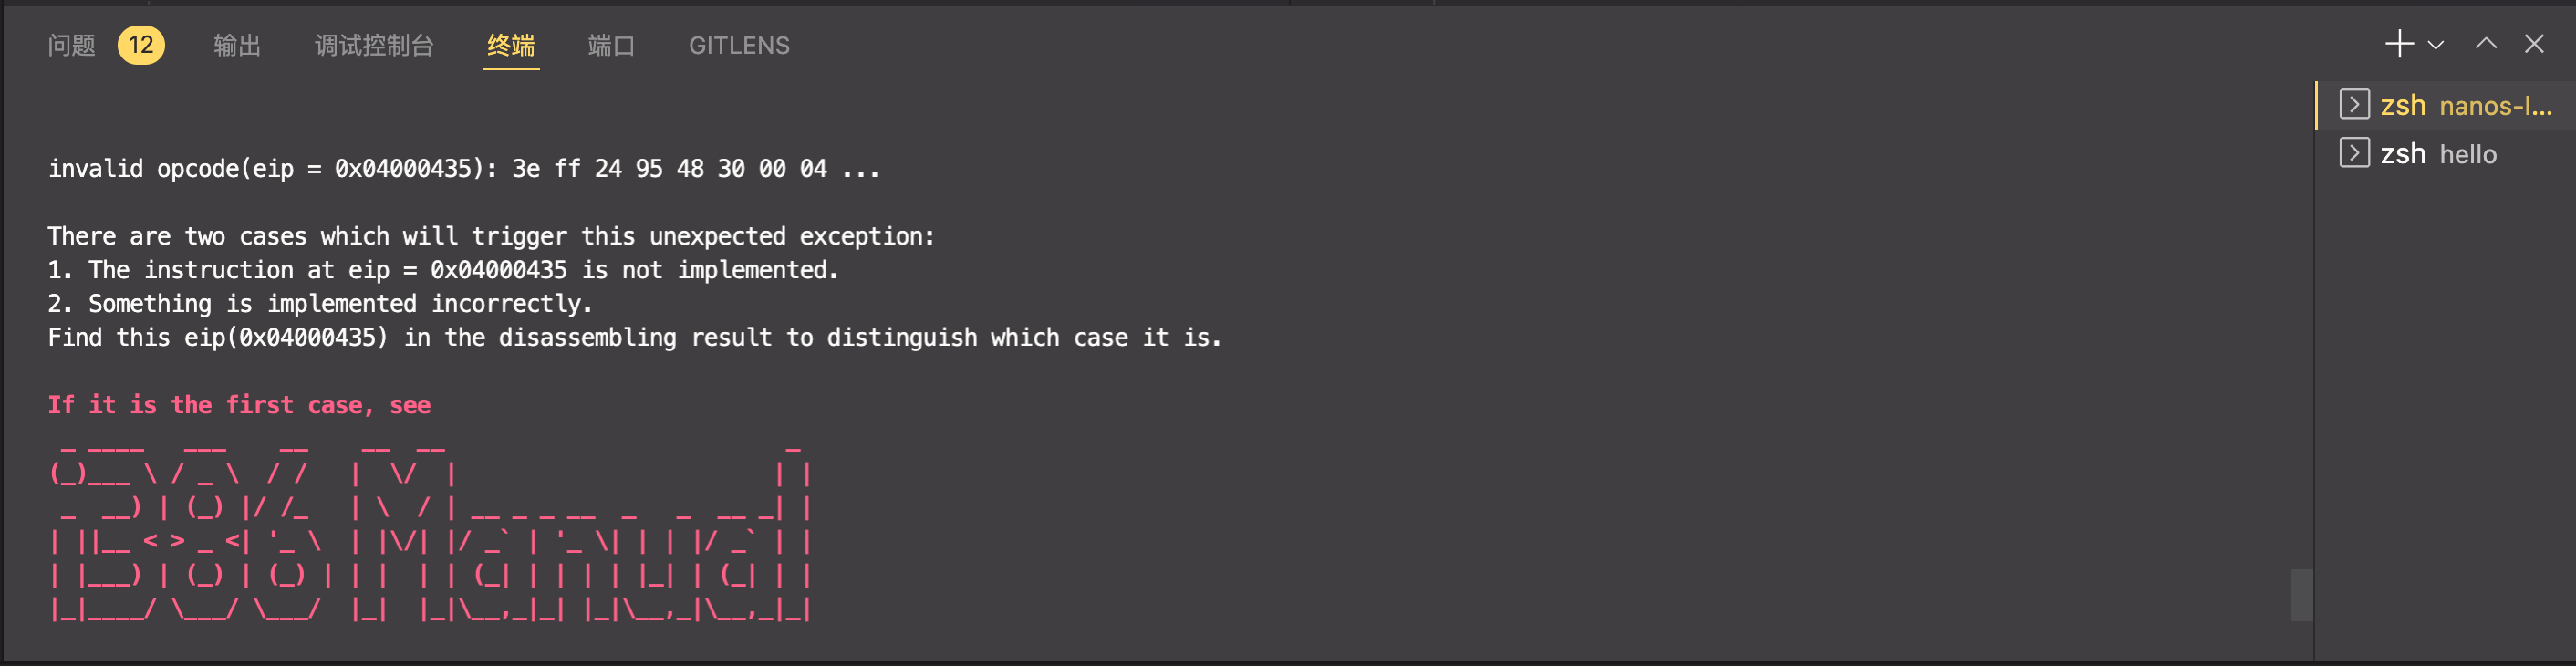 问题 12 输出 调试控制台 终端 端口 GITLENS
zsh nanos-l...
zsh hello
invalid opcode(eip = 0x04000435): 3e ff 24 95 48 30 00 04 ...
There are two cases which will trigger this unexpected exception:
1. The instruction at eip = 0x04000435 is not implemented.
2. Something is implemented incorrectly.
Find this eip(0x04000435) in the disassembling result to distinguish which case it is.
If it is the first case, see
i386 Manual